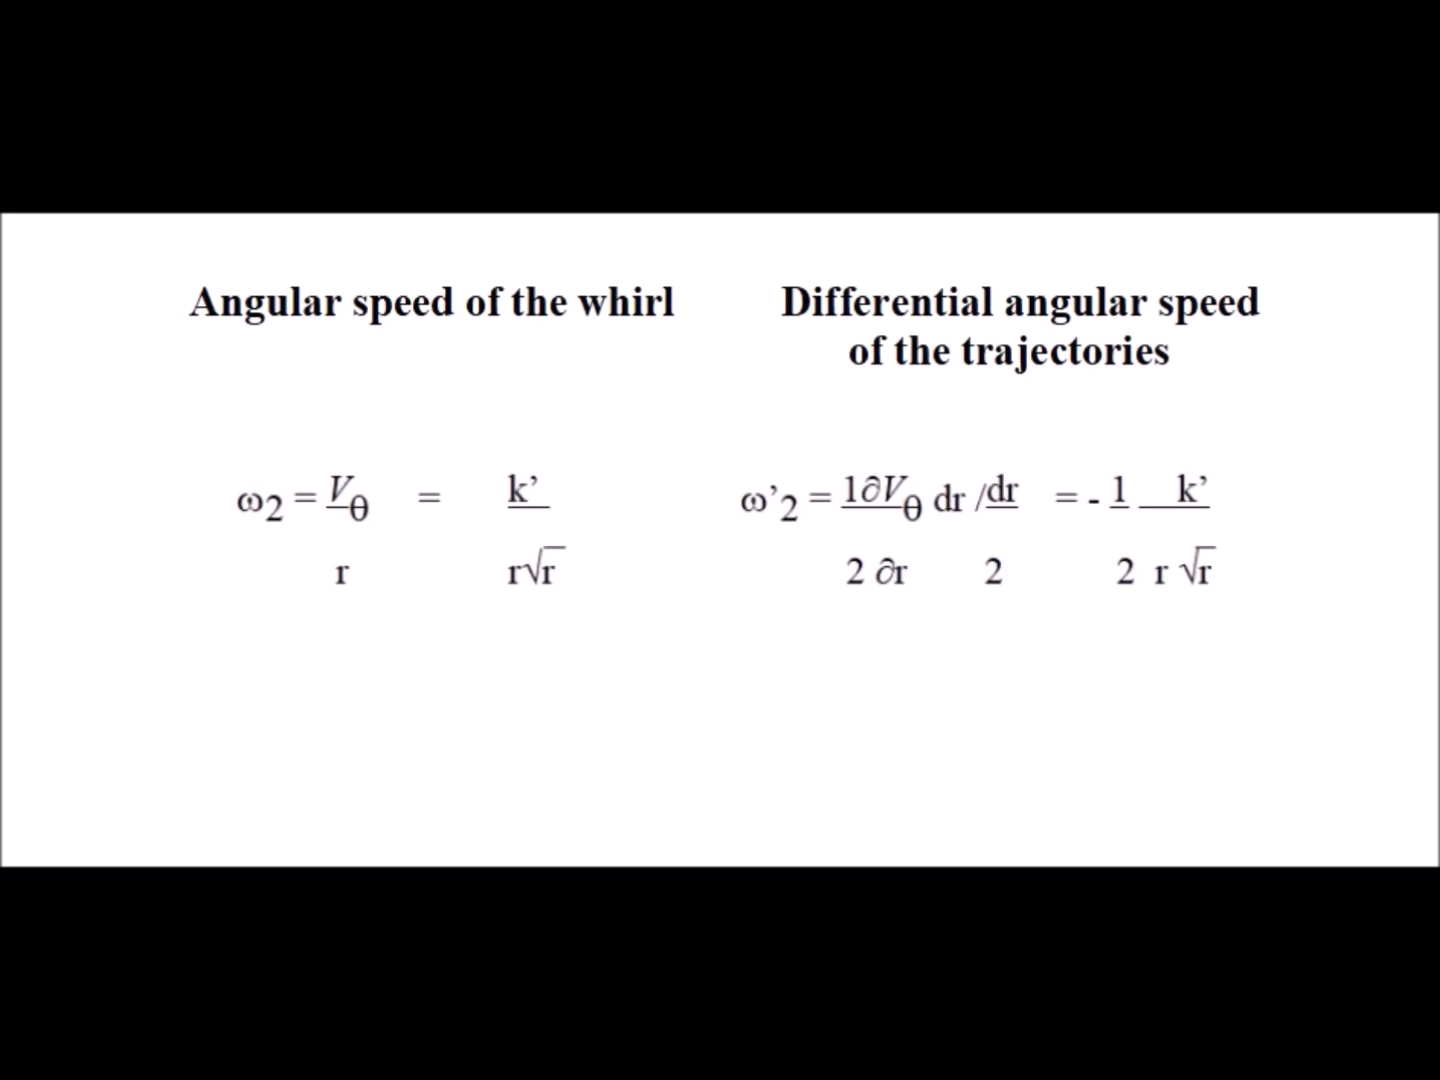 Angular speed of the whirl
Differential angular speed
of the trajectories
ω2 = Vθ = k’
r r√r
ω’2 = 1∂Vθ dr /dr = - 1 k’
2 ∂r 2 2 r √r